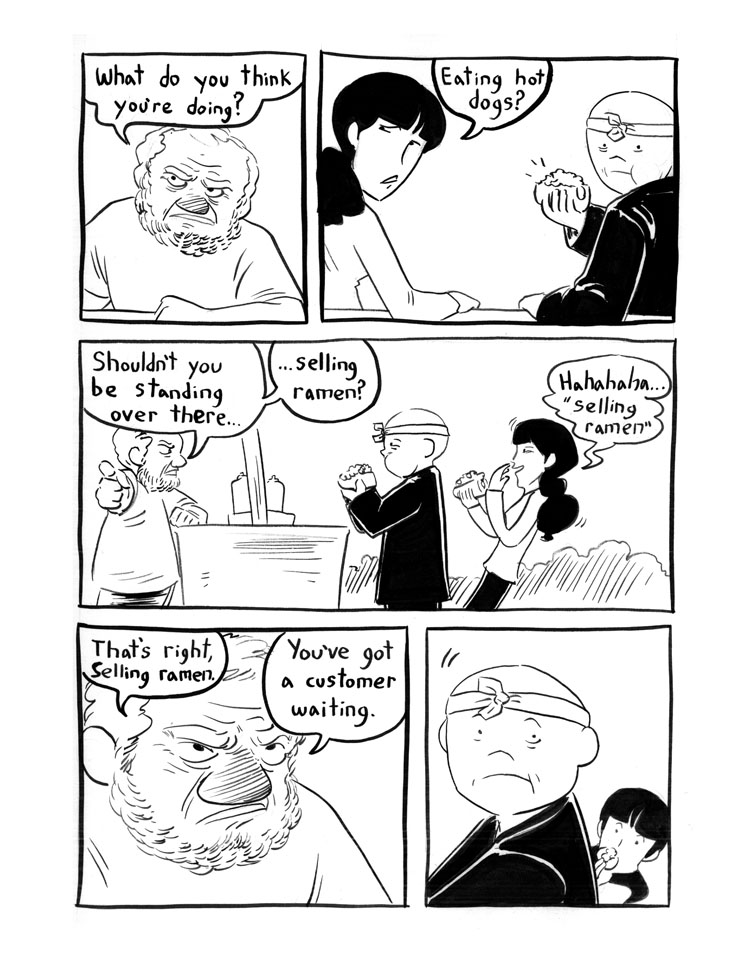 What do you think
you're doing?
Eating hot
dogs?
Shouldn't you
be standing
over there...
...selling
ramen?
Hahahaha...
"selling
ramen"
That's right,
Selling ramen.
You've got
a customer
waiting.